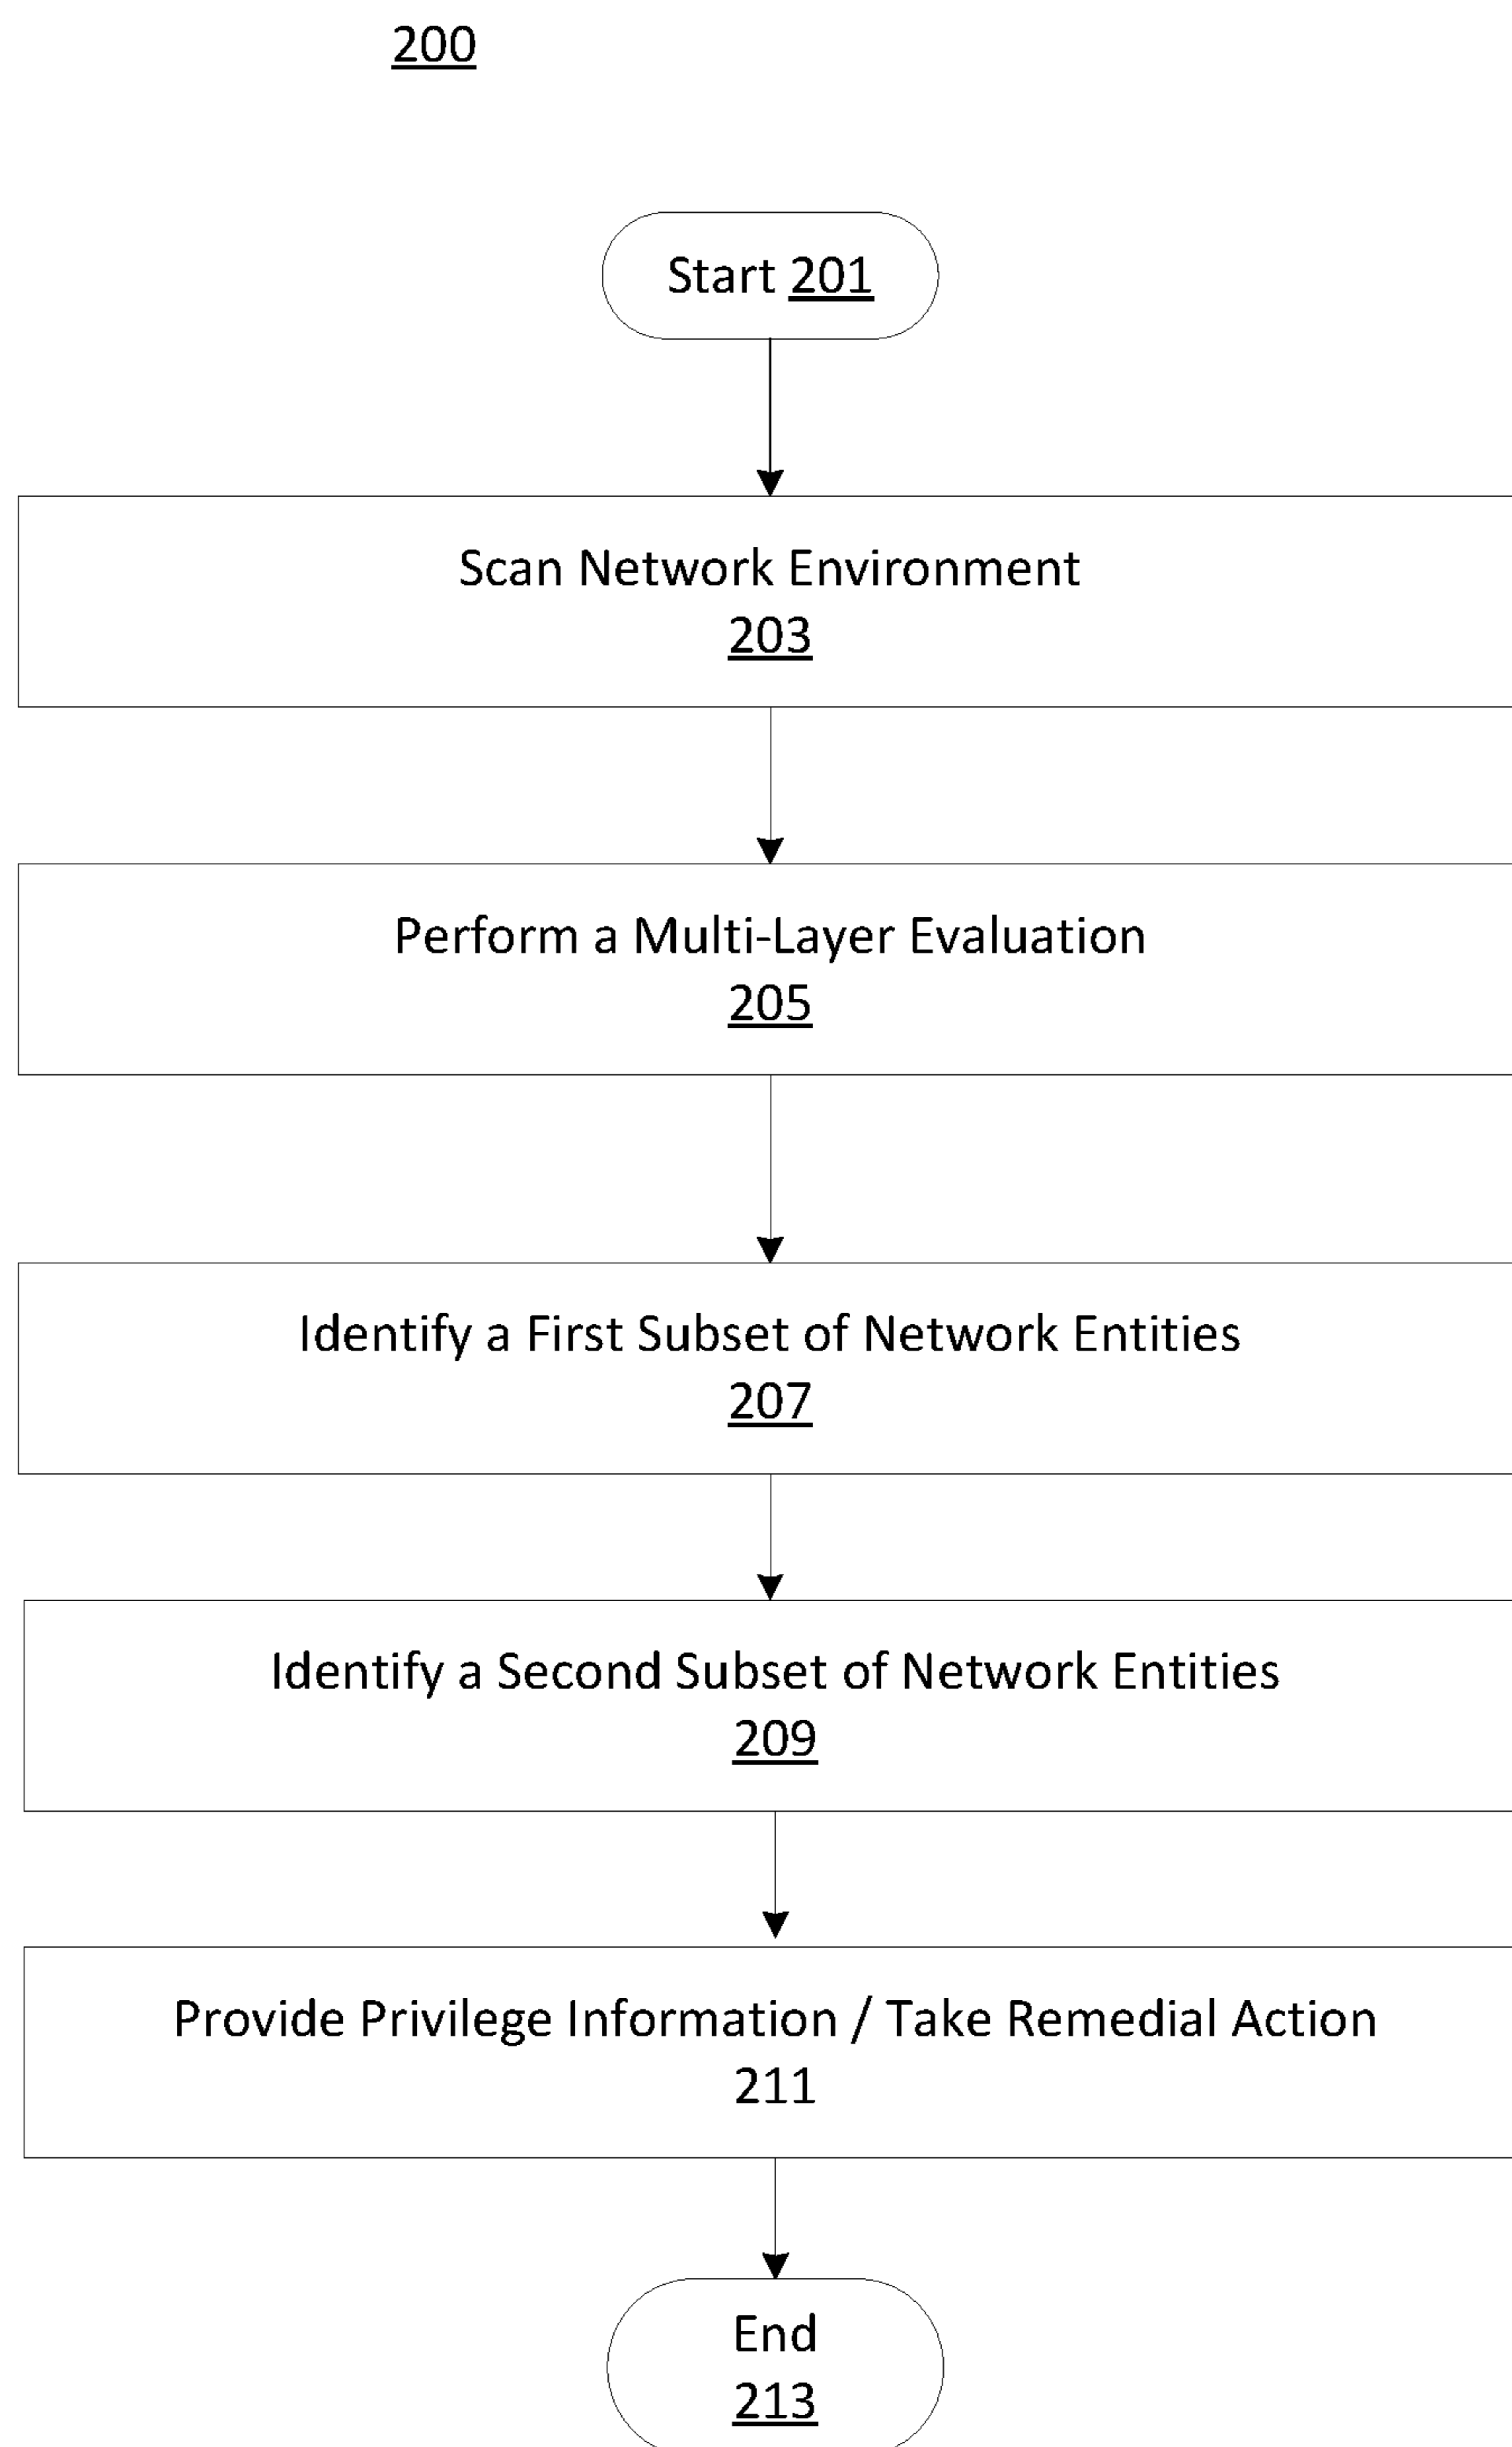 200
Start 201
Scan Network Environment
203
Perform a Multi-Layer Evaluation
205
Identify a First Subset of Network Entities
207
Identify a Second Subset of Network Entities
209
Provide Privilege Information / Take Remedial Action
211
End
213